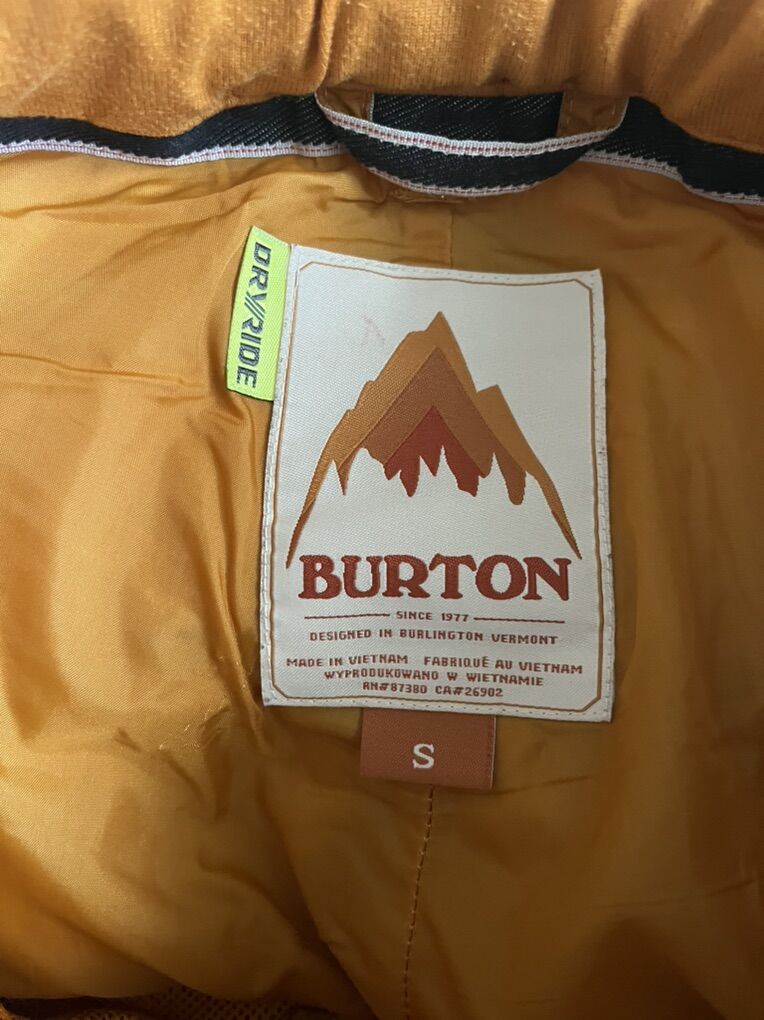 DRY//RIDE
A
BURTON
SINCE 1977
DESIGNED IN BURLINGTON VERMONT
MADE IN VIETNAM FABRIQUÉ AU VIETNAM
WYPRODUKOWANO W WIETNAMIE
RN#87380 CA#26902
S